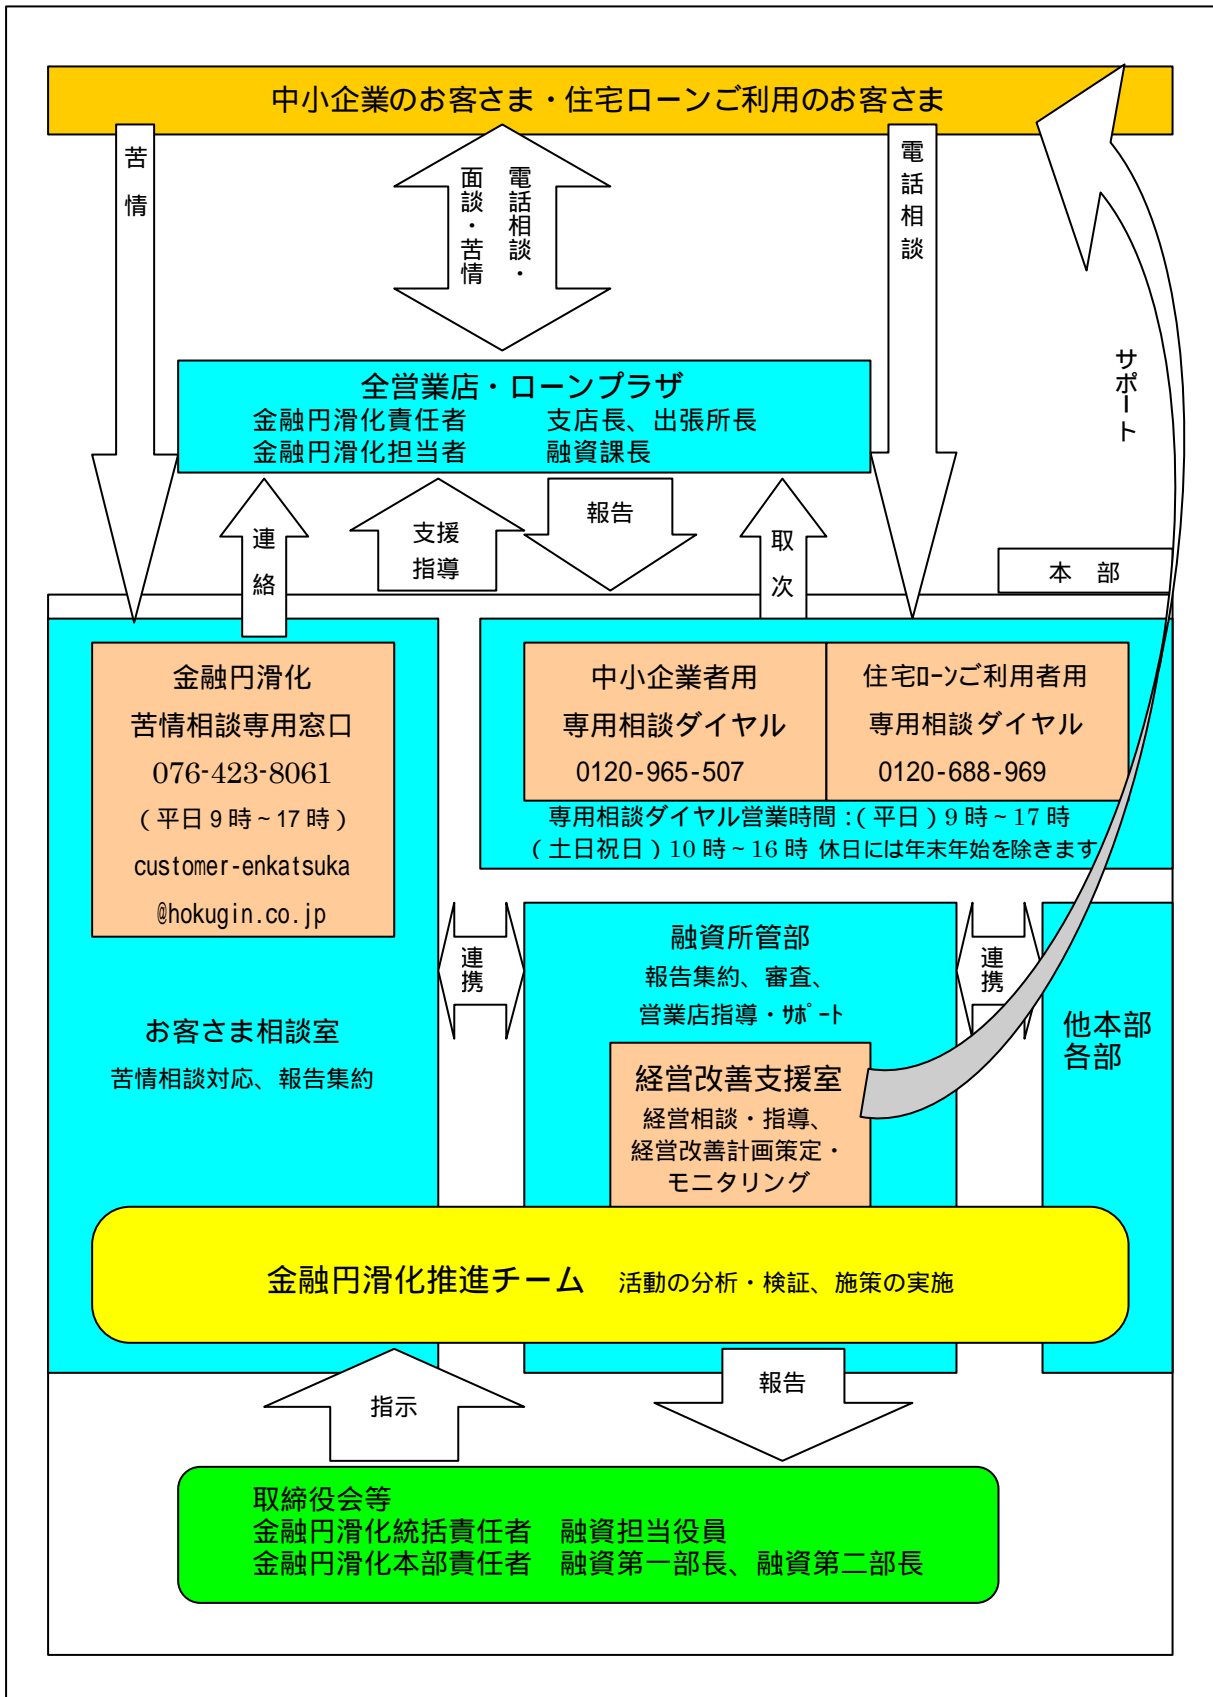 中小企業のお客さま・住宅ローンご利用のお客さま
苦情
電話相談・
面談・苦情
電話相談
サポート
全営業店・ローンプラザ
金融円滑化責任者　支店長、出張所長
金融円滑化担当者　融資課長
連絡
支援
指導
報告
取次
本　部
金融円滑化
苦情相談専用窓口
076-423-8061
（平日9時~17時）
customer-enkatsuka
@hokugin.co.jp
お客さま相談室
苦情相談対応、報告集約
中小企業者用
専用相談ダイヤル
0120-965-507
住宅ﾛｰﾝご利用者用
専用相談ダイヤル
0120-688-969
専用相談ダイヤル営業時間:(平日)9時~17時
(土日祝日)10時~16時 休日には年末年始を除きます
連携
融資所管部
報告集約、審査、
営業店指導・ｻﾎﾟｰﾄ
経営改善支援室
経営相談・指導、
経営改善計画策定・
モニタリング
連携
他本部
各部
金融円滑化推進チーム　活動の分析・検証、施策の実施
指示
報告
取締役会等
金融円滑化統括責任者　融資担当役員
金融円滑化本部責任者　融資第一部長、融資第二部長